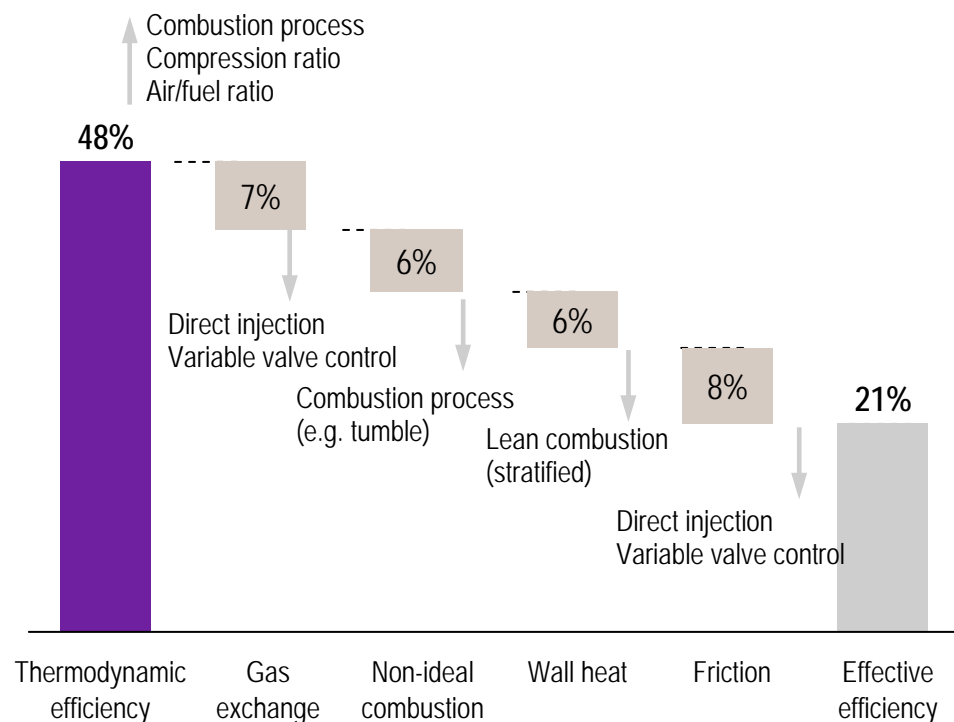 Combustion process
Compression ratio
Air/fuel ratio
48%
7%
Direct injection
Variable valve control
6%
Combustion process
(e.g. tumble)
6%
Lean combustion
(stratified)
8%
Direct injection
Variable valve control
21%
Thermodynamic
efficiency
Gas
exchange
Non-ideal
combustion
Wall heat
Friction
Effective
efficiency